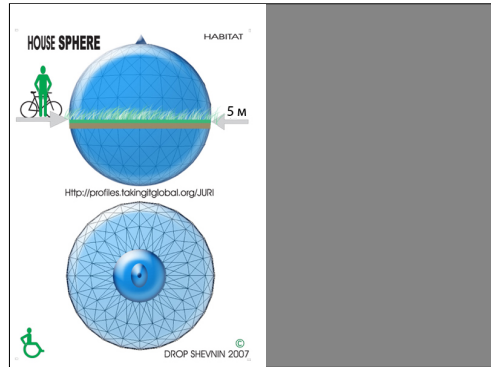 HOUSE SPHERE
HABITAT
5 M
Http://profiles.takingitglobal.org/JURI
©
DROP SHEVNIN 2007